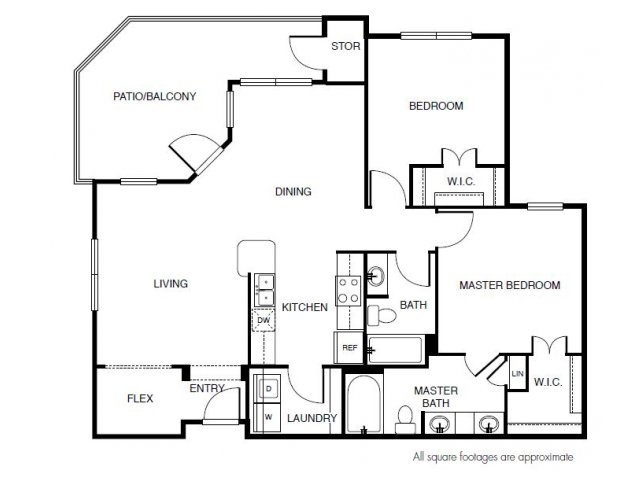 STOR
PATIO/BALCONY
BEDROOM
W.I.C.
DINING
LIVING
MASTER BEDROOM
KITCHEN
BATH
DW
REF
FLEX
ENTRY
D
W
LAUNDRY
MASTER
BATH
LIN
W.I.C.
All square footages are approximate